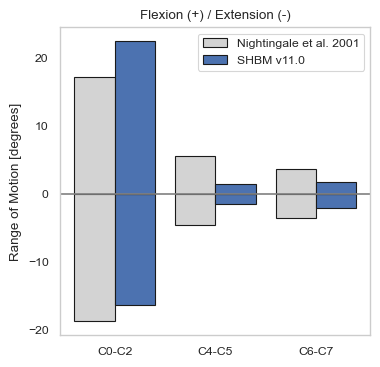 Flexion (+) / Extension (-)
Nightingale et al. 2001
SHBM v11.0
Range of Motion [degrees]
20
10
0
−10
−20
C0-C2
C4-C5
C6-C7